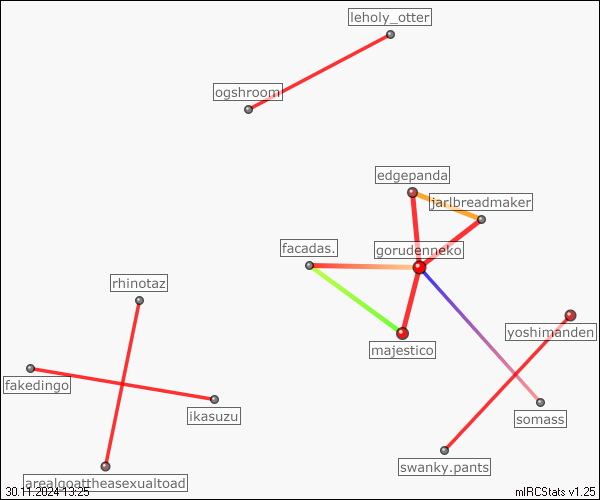 leholy_otter
ogshroom
edgepanda
jarlbreadmaker
facadas.
gorudenneko
rhinotaz
yoshimanden
majestico
fakedingo
ikasuzu
somass
swanky.pants
arealgoattheasexualtoad
30.11.2024 13:25
mIRCStats v1.25